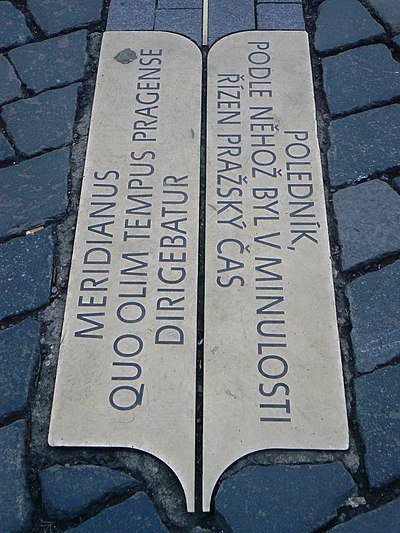 MERIDIANUS
QUO OLIM TEMPUS PRAGENSE
DIRIGEBATUR
POLEDNÍK,
PODLE NĚHOŽ BYL V MINULOSTI
ŘÍZEN PRAŽSKÝ ČAS